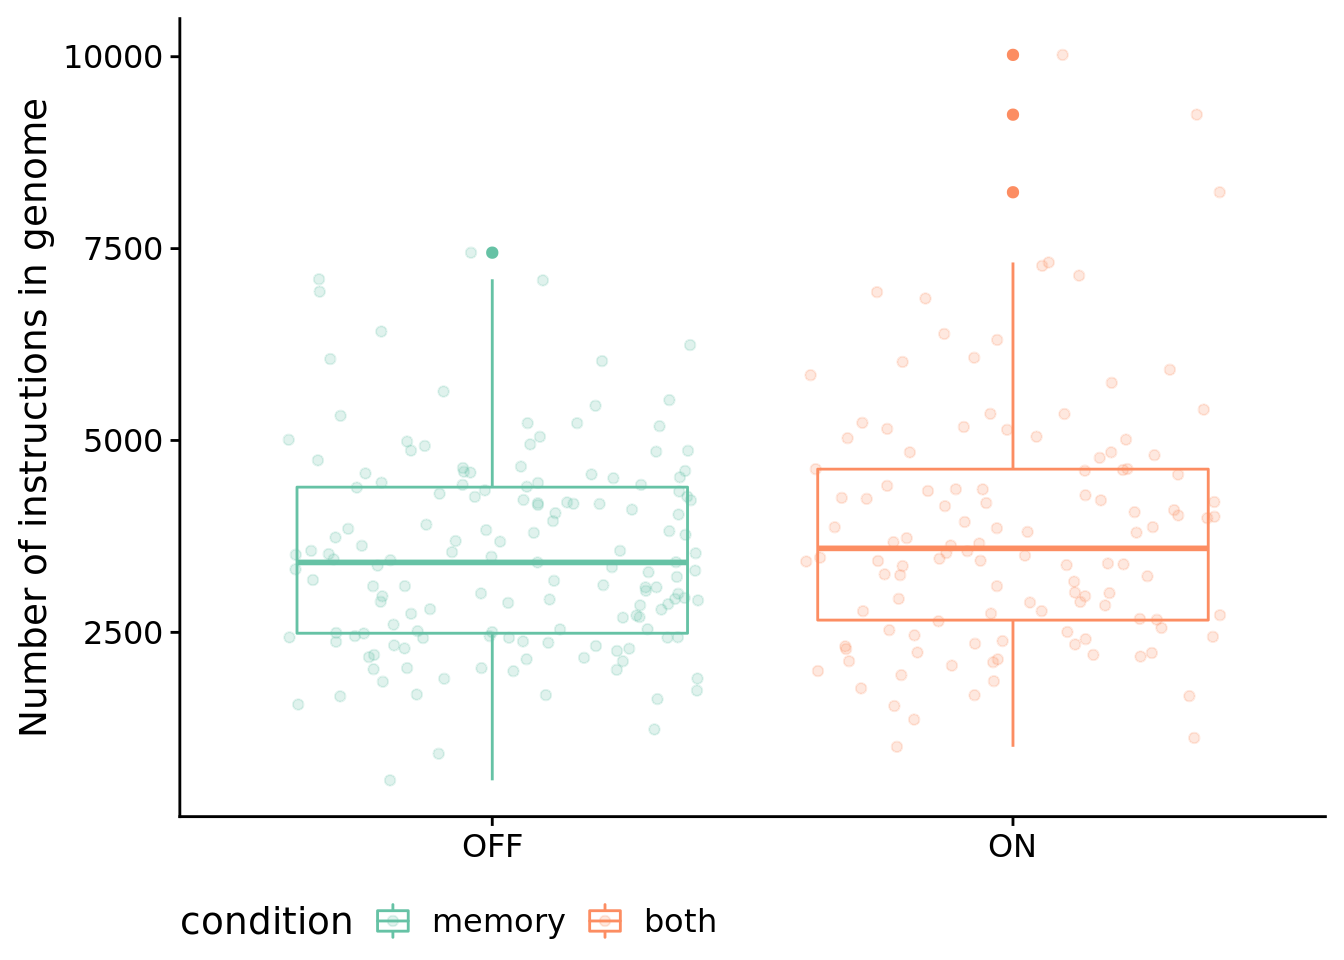 Number of instructions in genome
10000
7500
5000
2500
OFF ON
condition memory both